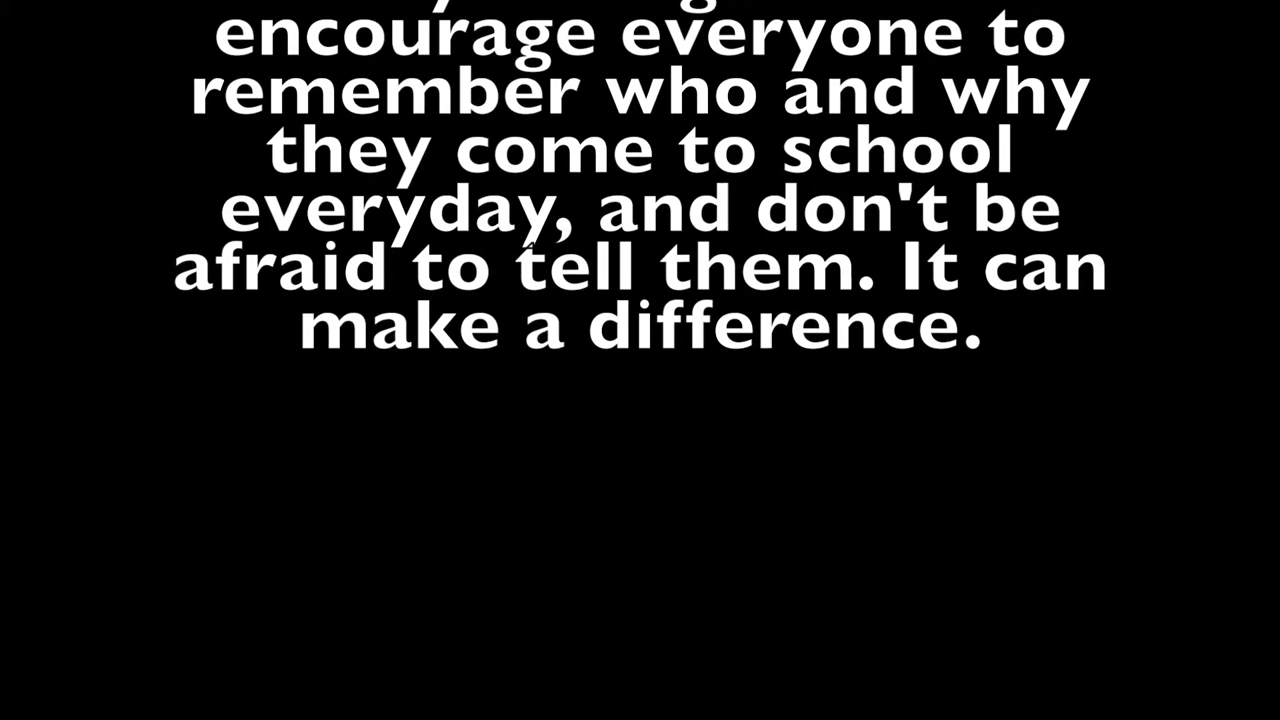 encourage everyone to
remember who and why
they come to school
everyday, and don't be
afraid to tell them. It can
make a difference.